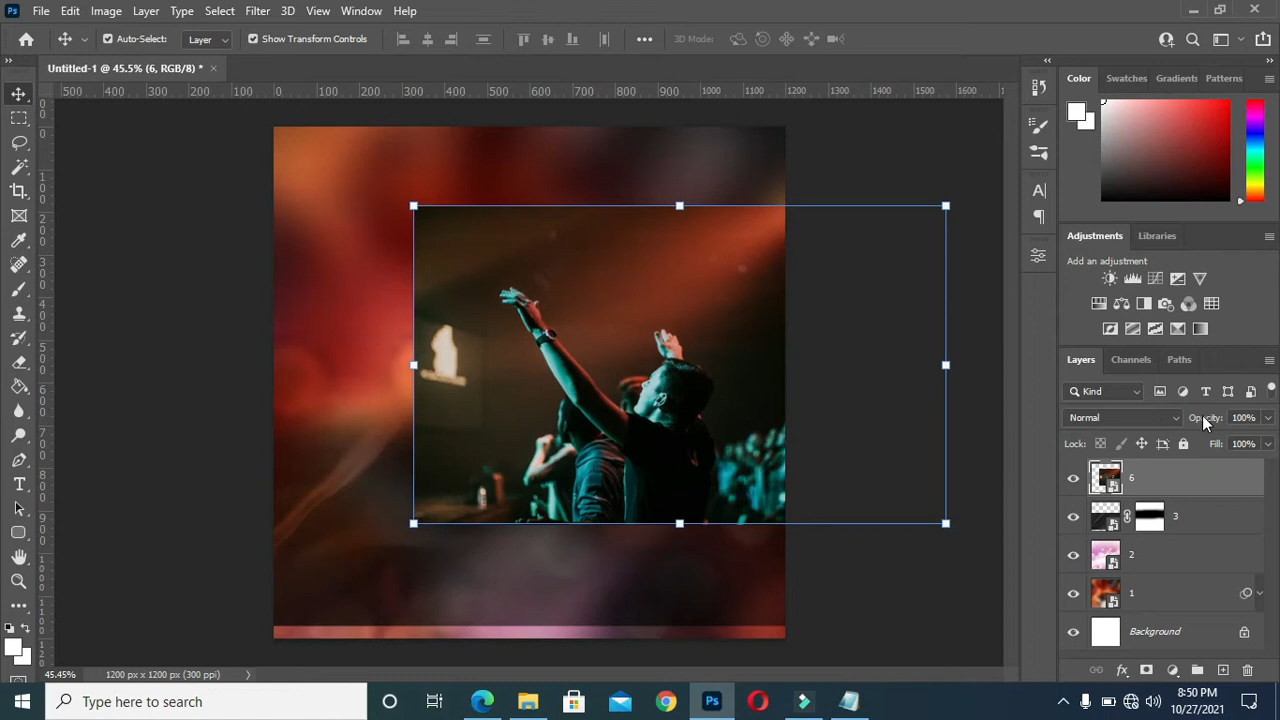 Ps File Edit Image Layer Type Select Filter 3D View Window Help
Auto-Select: Layer Show Transform Controls 3D Mode:
Untitled-1 @ 45.5% (6, RGB/8) *
500 400 300 200 100 0 100 200 300 400 500 600 700 800 900 1000 1100 1200 1300 1400 1500 1600
Color Swatches Gradients Patterns
Adjustments Libraries
Add an adjustment
Layers Channels Paths
Kind
Normal Opacity: 100%
Lock: Fill: 100%
6
3
2
1
Background
45.45% 1200 px x 1200 px (300 ppi)
Type here to search
Ps
8:50 PM
10/27/2021